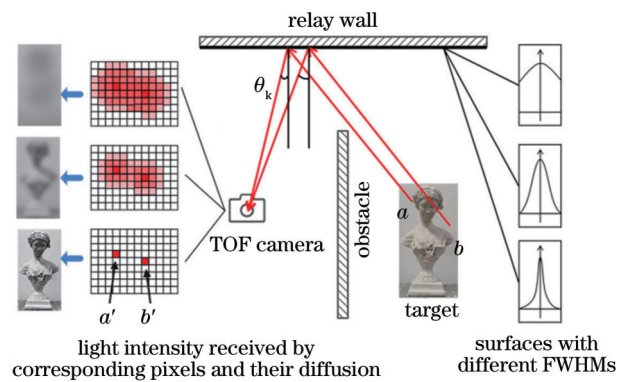 relay wall
θk
a
obstacle
b
TOF camera
target
a′ b′
light intensity received by
corresponding pixels and their diffusion
surfaces with
different FWHMs